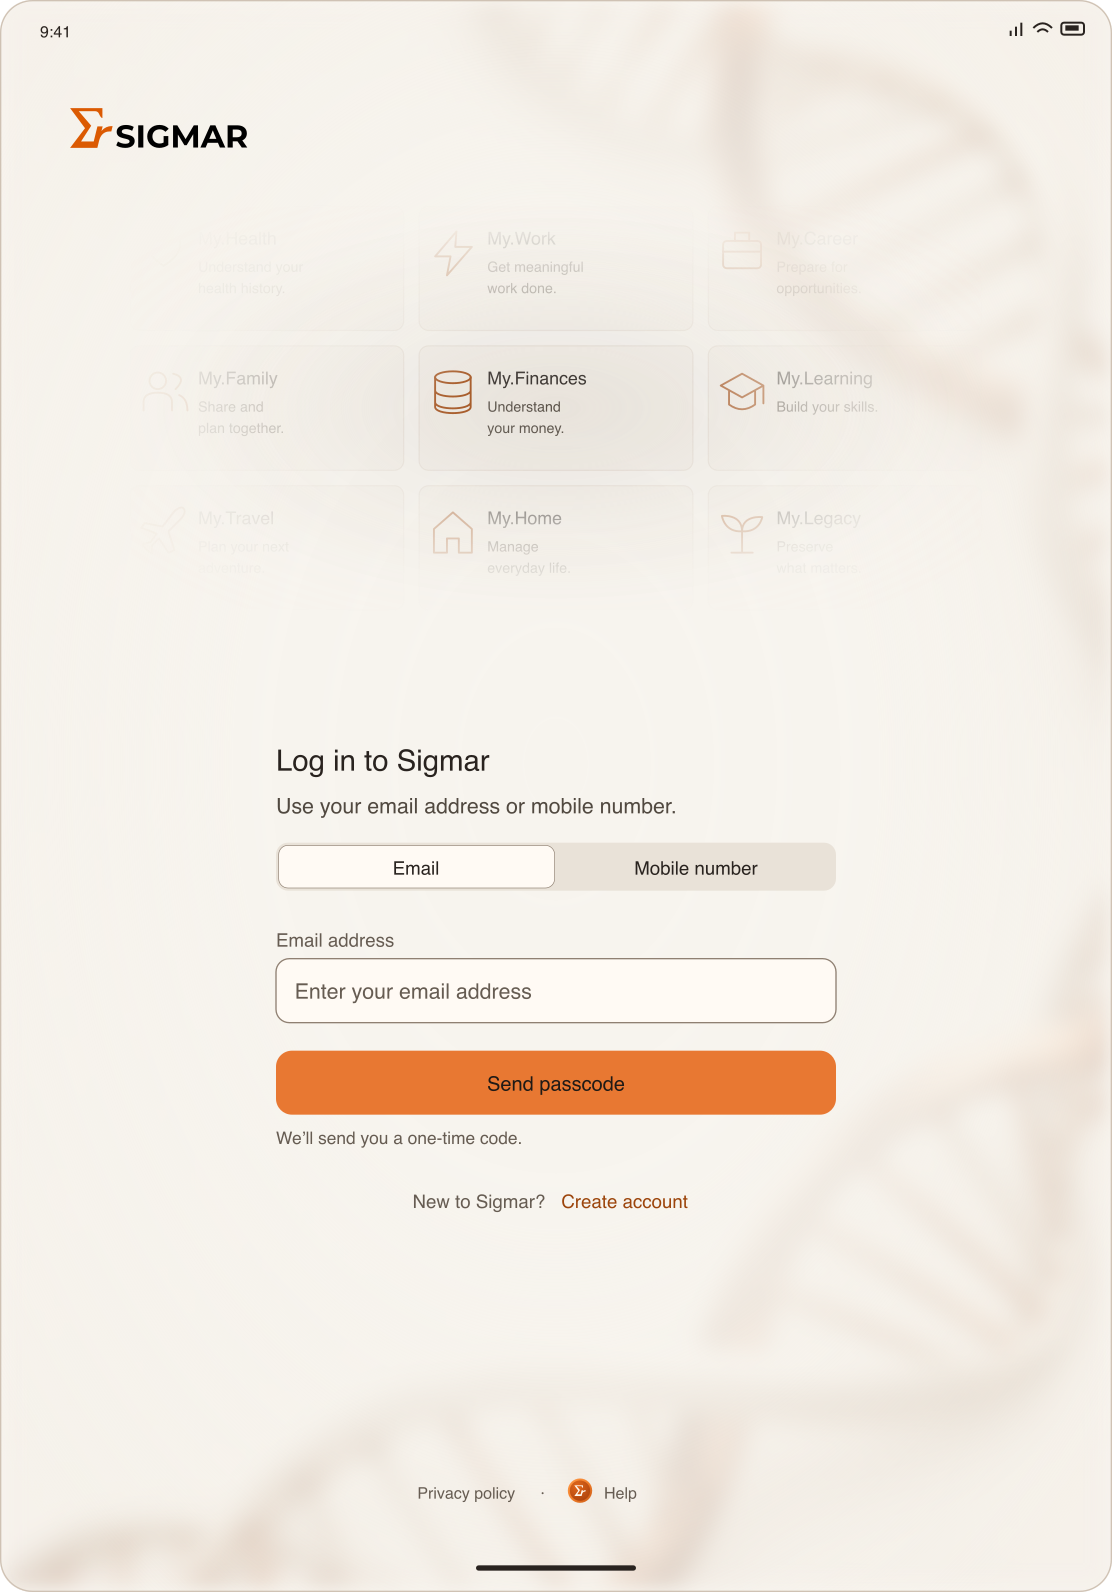 9:41
Σr SIGMAR
My.Health
Understand your
health history.
My.Work
Get meaningful
work done.
My.Career
Prepare for
opportunities.
My.Family
Share and
plan together.
My.Finances
Understand
your money.
My.Learning
Build your skills.
My.Travel
Plan your next
adventure.
My.Home
Manage
everyday life.
My.Legacy
Preserve
what matters.
Log in to Sigmar
Use your email address or mobile number.
Email Mobile number
Email address
Enter your email address
Send passcode
We’ll send you a one-time code.
New to Sigmar? Create account
Privacy policy · Σr Help